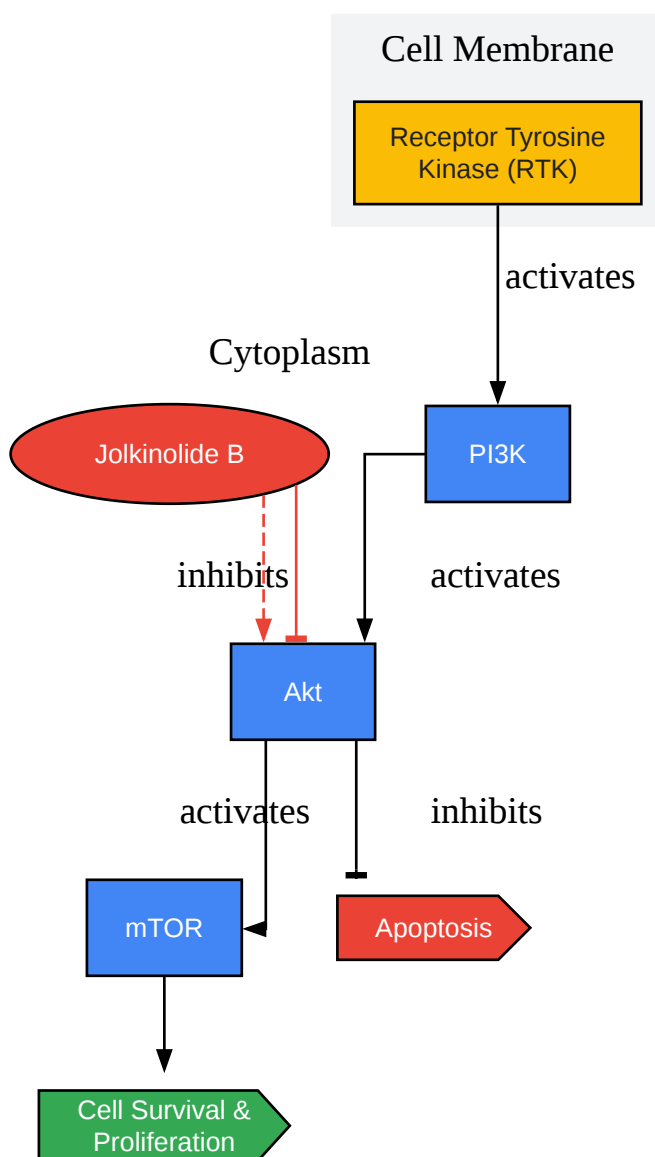 Cell Membrane
Receptor Tyrosine
Kinase (RTK)
activates
Cytoplasm
Jolkinolide B
PI3K
inhibits
activates
Akt
activates
inhibits
mTOR
Apoptosis
Cell Survival &
Proliferation